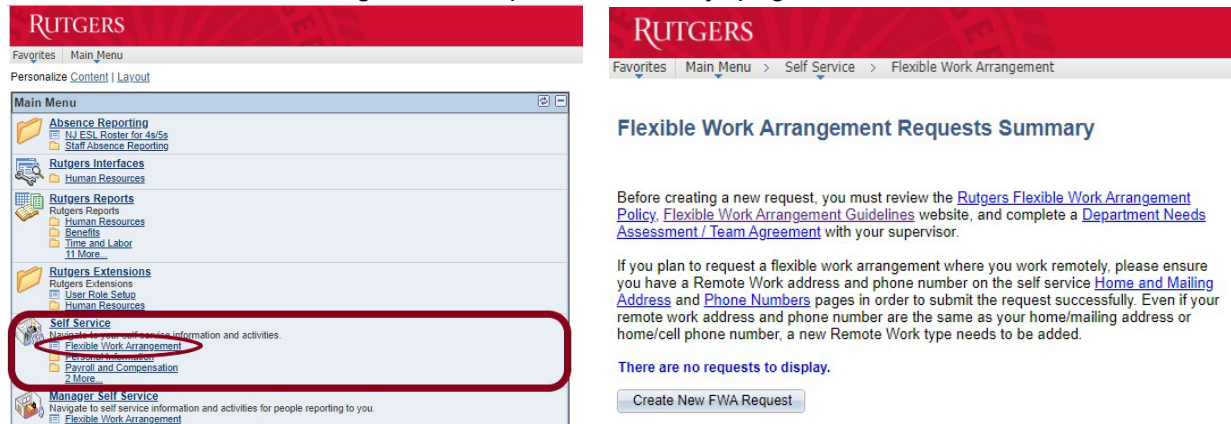 RUTGERS
Favorites Main Menu
Personalize Content | Layout
Main Menu
Absence Reporting
NJ ESL Roster for 4s/5s
Staff Absence Reporting
Rutgers Interfaces
Human Resources
Rutgers Reports
Rutgers Reports
Human Resources
Benefits
Time and Labor
11 More...
Rutgers Extensions
Rutgers Extensions
User Role Setup
Human Resources
Self Service
Navigate to your self service information and activities.
Flexible Work Arrangement
Personal Information
Payroll and Compensation
2 More...
Manager Self Service
Navigate to self service information and activities for people reporting to you.
Flexible Work Arrangement
RUTGERS
Favorites Main Menu > Self Service > Flexible Work Arrangement
Flexible Work Arrangement Requests Summary
Before creating a new request, you must review the Rutgers Flexible Work Arrangement
Policy, Flexible Work Arrangement Guidelines website, and complete a Department Needs
Assessment / Team Agreement with your supervisor.
If you plan to request a flexible work arrangement where you work remotely, please ensure
you have a Remote Work address and phone number on the self service Home and Mailing
Address and Phone Numbers pages in order to submit the request successfully. Even if your
remote work address and phone number are the same as your home/mailing address or
home/cell phone number, a new Remote Work type needs to be added.
There are no requests to display.
Create New FWA Request